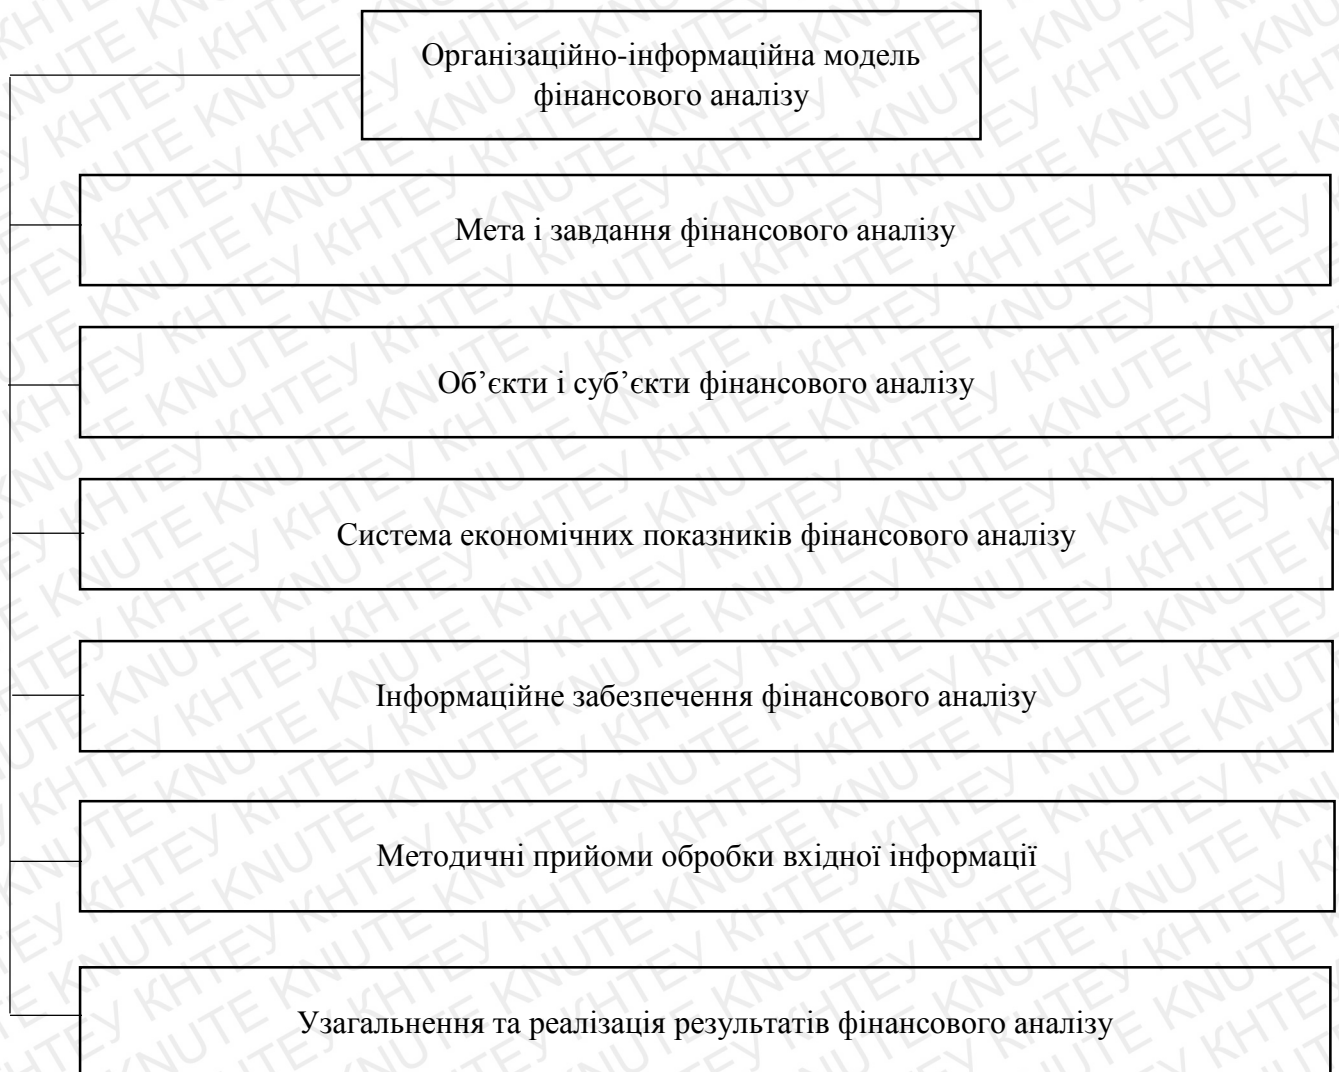 Організаційно-інформаційна модель
фінансового аналізу
Мета і завдання фінансового аналізу
Об’єкти і суб’єкти фінансового аналізу
Система економічних показників фінансового аналізу
Інформаційне забезпечення фінансового аналізу
Методичні прийоми обробки вхідної інформації
Узагальнення та реалізація результатів фінансового аналізу